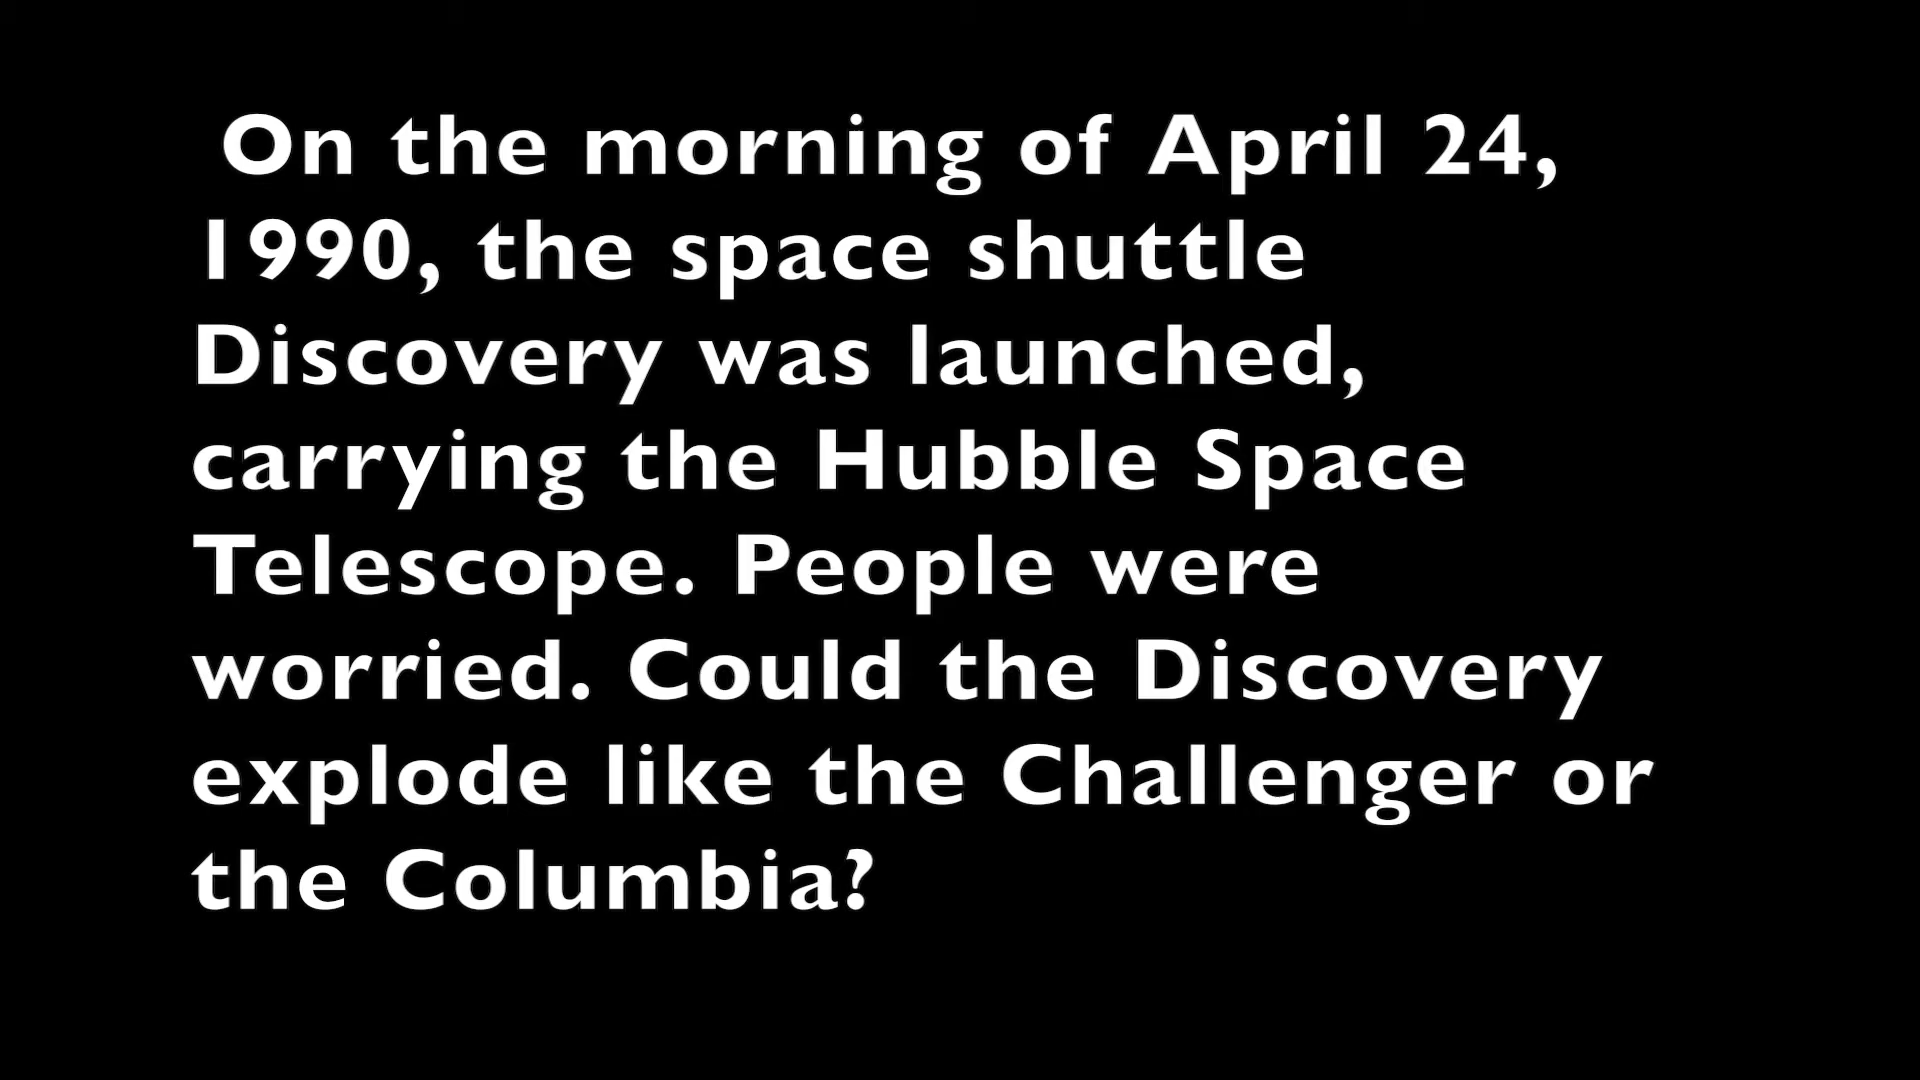 On the morning of April 24,
1990, the space shuttle
Discovery was launched,
carrying the Hubble Space
Telescope. People were
worried. Could the Discovery
explode like the Challenger or
the Columbia?